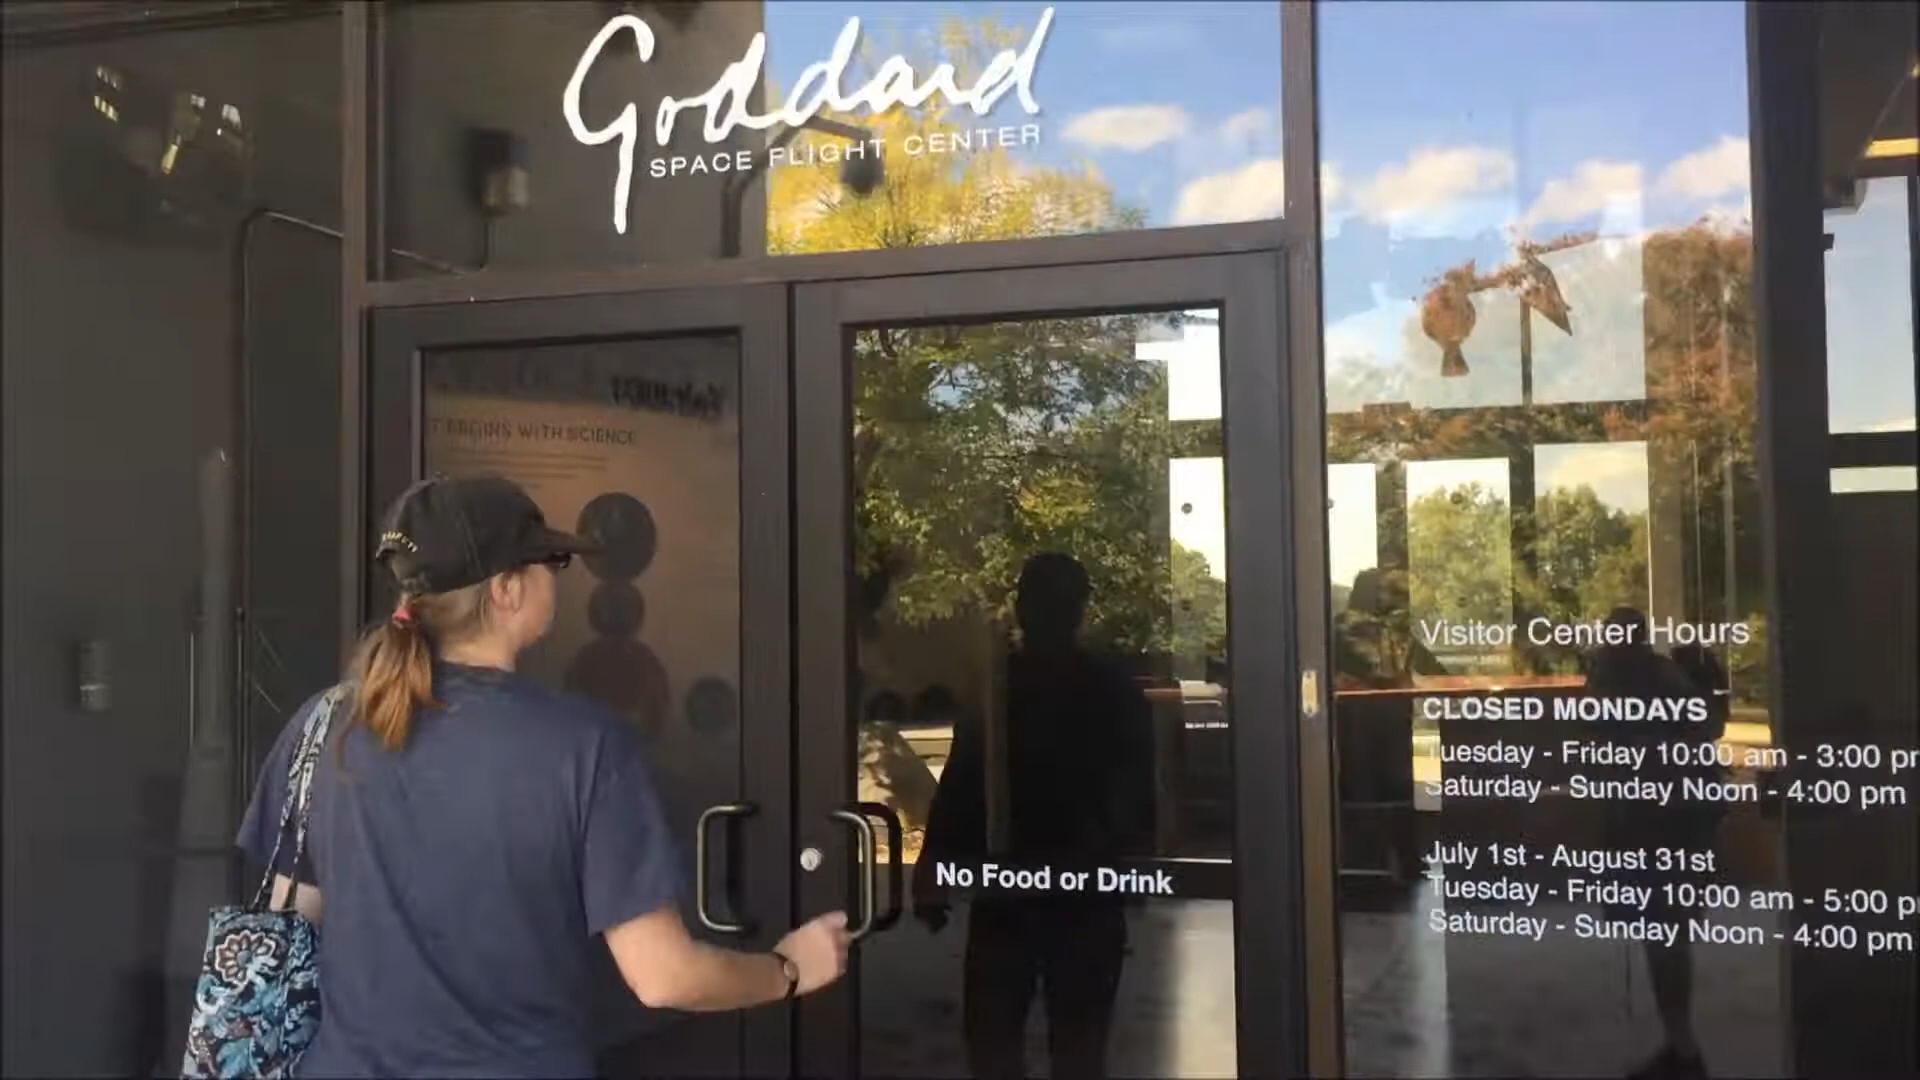 Goddard
SPACE FLIGHT CENTER
BEGINS WITH SCIENCE
Visitor Center Hours
CLOSED MONDAYS
Tuesday - Friday 10:00 am - 3:00 p
Saturday - Sunday Noon - 4:00 pm
No Food or Drink
July 1st - August 31st
Tuesday - Friday 10:00 am - 5:00 p
Saturday - Sunday Noon - 4:00 pm